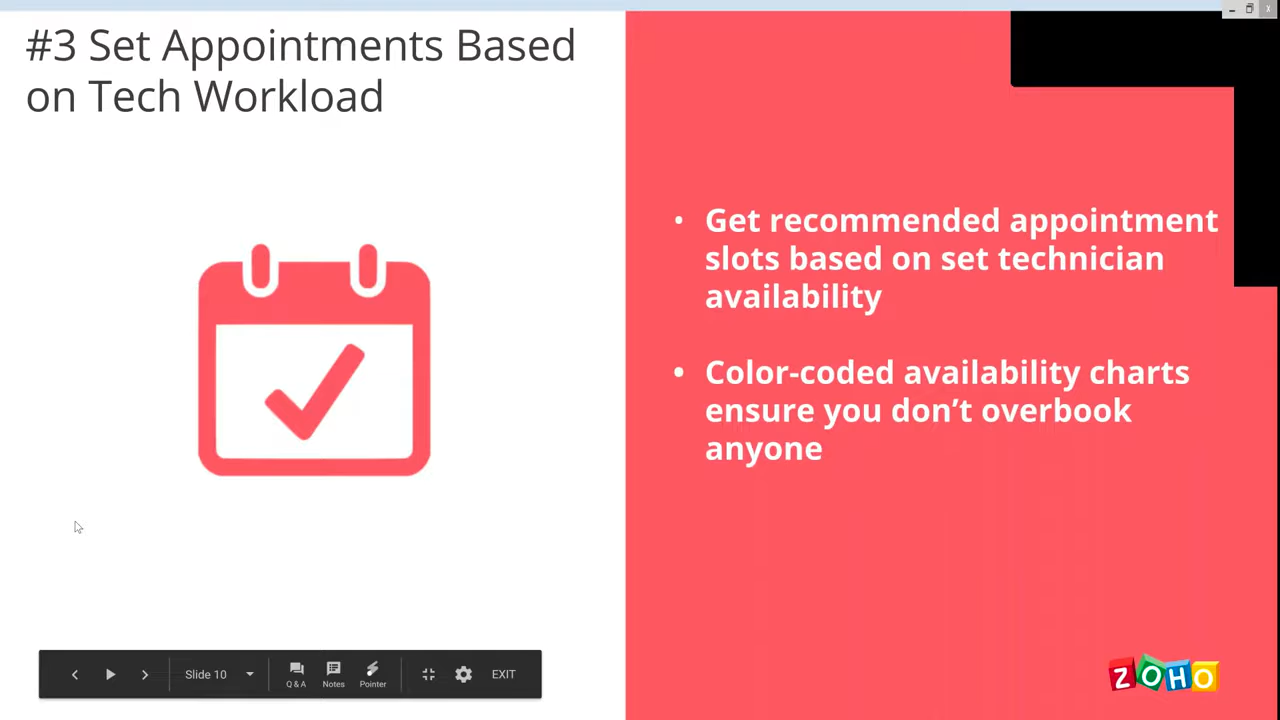 #3 Set Appointments Based
on Tech Workload
• Get recommended appointment
slots based on set technician
availability
• Color-coded availability charts
ensure you don’t overbook
anyone
Slide 10
Q & A
Notes
Pointer
EXIT
ZOHO